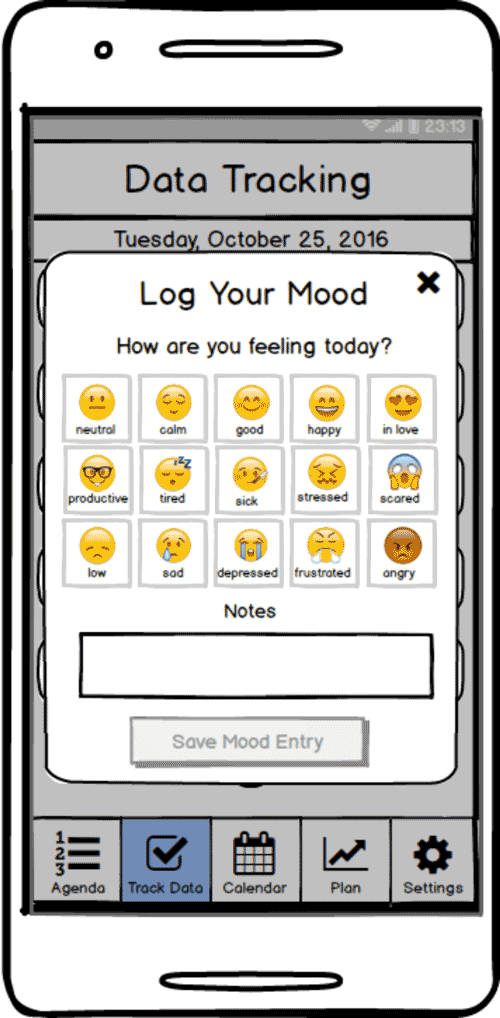 23:13
Data Tracking
Tuesday, October 25, 2016
Log Your Mood
How are you feeling today?
neutral calm good happy in love
productive tired sick stressed scared
low sad depressed frustrated angry
Notes
Save Mood Entry
1
2
3
Agenda Track Data Calendar Plan Settings